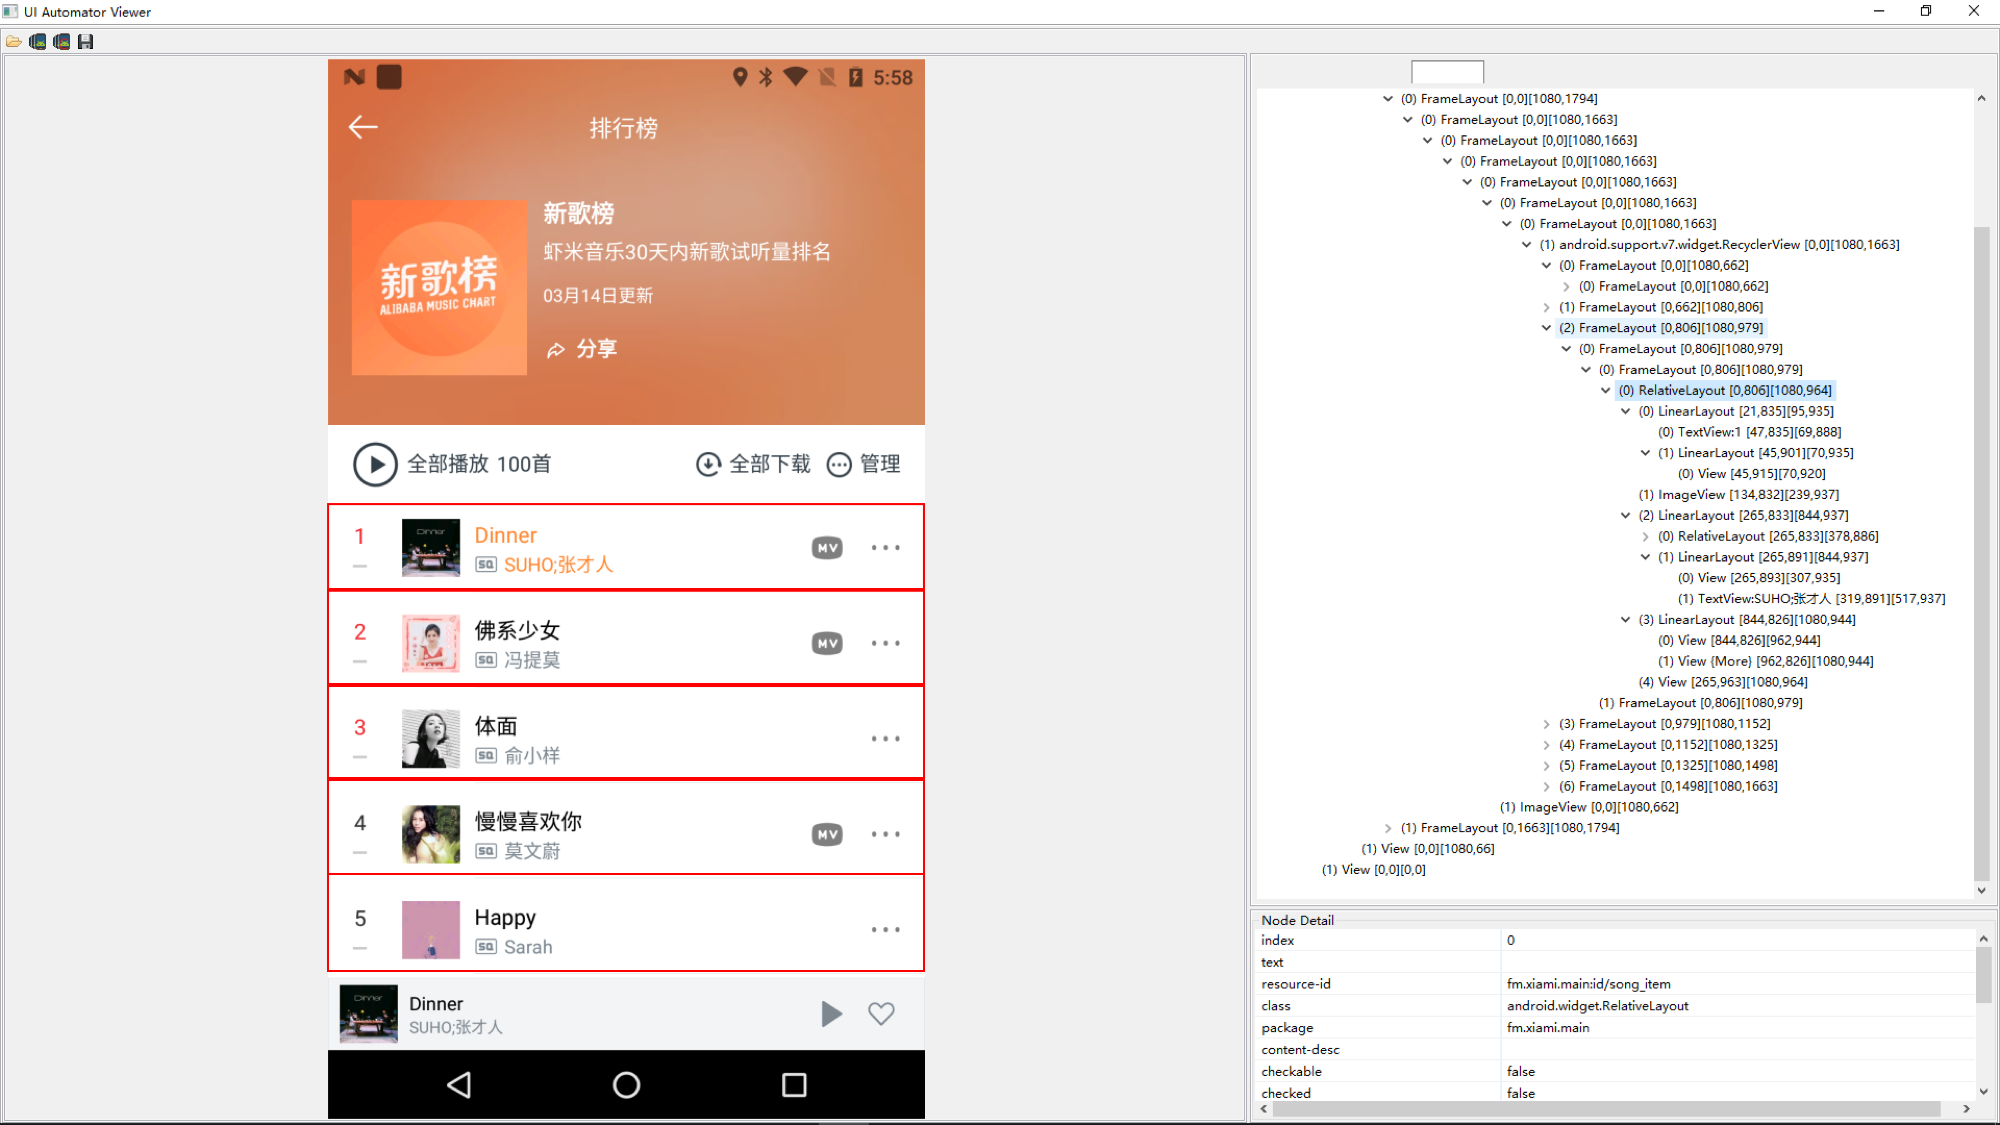 UI Automator Viewer
5:58
排行榜
新歌榜
虾米音乐30天内新歌试听量排名
03月14日更新
分享
新歌榜
ALIBABA MUSIC CHART
全部播放 100首
全部下载
管理
1
Dinner
Dinner
SQ SUHO;张才人
MV
2
佛系少女
SQ 冯提莫
MV
3
体面
SQ 俞小样
4
慢慢喜欢你
SQ 莫文蔚
MV
5
Happy
SQ Sarah
Dinner
Dinner
SUHO;张才人
(0) FrameLayout [0,0][1080,1794]
(0) FrameLayout [0,0][1080,1663]
(0) FrameLayout [0,0][1080,1663]
(0) FrameLayout [0,0][1080,1663]
(0) FrameLayout [0,0][1080,1663]
(0) FrameLayout [0,0][1080,1663]
(0) FrameLayout [0,0][1080,1663]
(1) android.support.v7.widget.RecyclerView [0,0][1080,1663]
(0) FrameLayout [0,0][1080,662]
(0) FrameLayout [0,0][1080,662]
(1) FrameLayout [0,662][1080,806]
(2) FrameLayout [0,806][1080,979]
(0) FrameLayout [0,806][1080,979]
(0) FrameLayout [0,806][1080,979]
(0) RelativeLayout [0,806][1080,964]
(0) LinearLayout [21,835][95,935]
(0) TextView:1 [47,835][69,888]
(1) LinearLayout [45,901][70,935]
(0) View [45,915][70,920]
(1) ImageView [134,832][239,937]
(2) LinearLayout [265,833][844,937]
(0) RelativeLayout [265,833][378,886]
(1) LinearLayout [265,891][844,937]
(0) View [265,893][307,935]
(1) TextView:SUHO;张才人 [319,891][517,937]
(3) LinearLayout [844,826][1080,944]
(0) View [844,826][962,944]
(1) View {More} [962,826][1080,944]
(4) View [265,963][1080,964]
(1) FrameLayout [0,806][1080,979]
(3) FrameLayout [0,979][1080,1152]
(4) FrameLayout [0,1152][1080,1325]
(5) FrameLayout [0,1325][1080,1498]
(6) FrameLayout [0,1498][1080,1663]
(1) ImageView [0,0][1080,662]
(1) FrameLayout [0,1663][1080,1794]
(1) View [0,0][1080,66]
(1) View [0,0][0,0]
Node Detail
index 0
text
resource-id fm.xiami.main:id/song_item
class android.widget.RelativeLayout
package fm.xiami.main
content-desc
checkable false
checked false